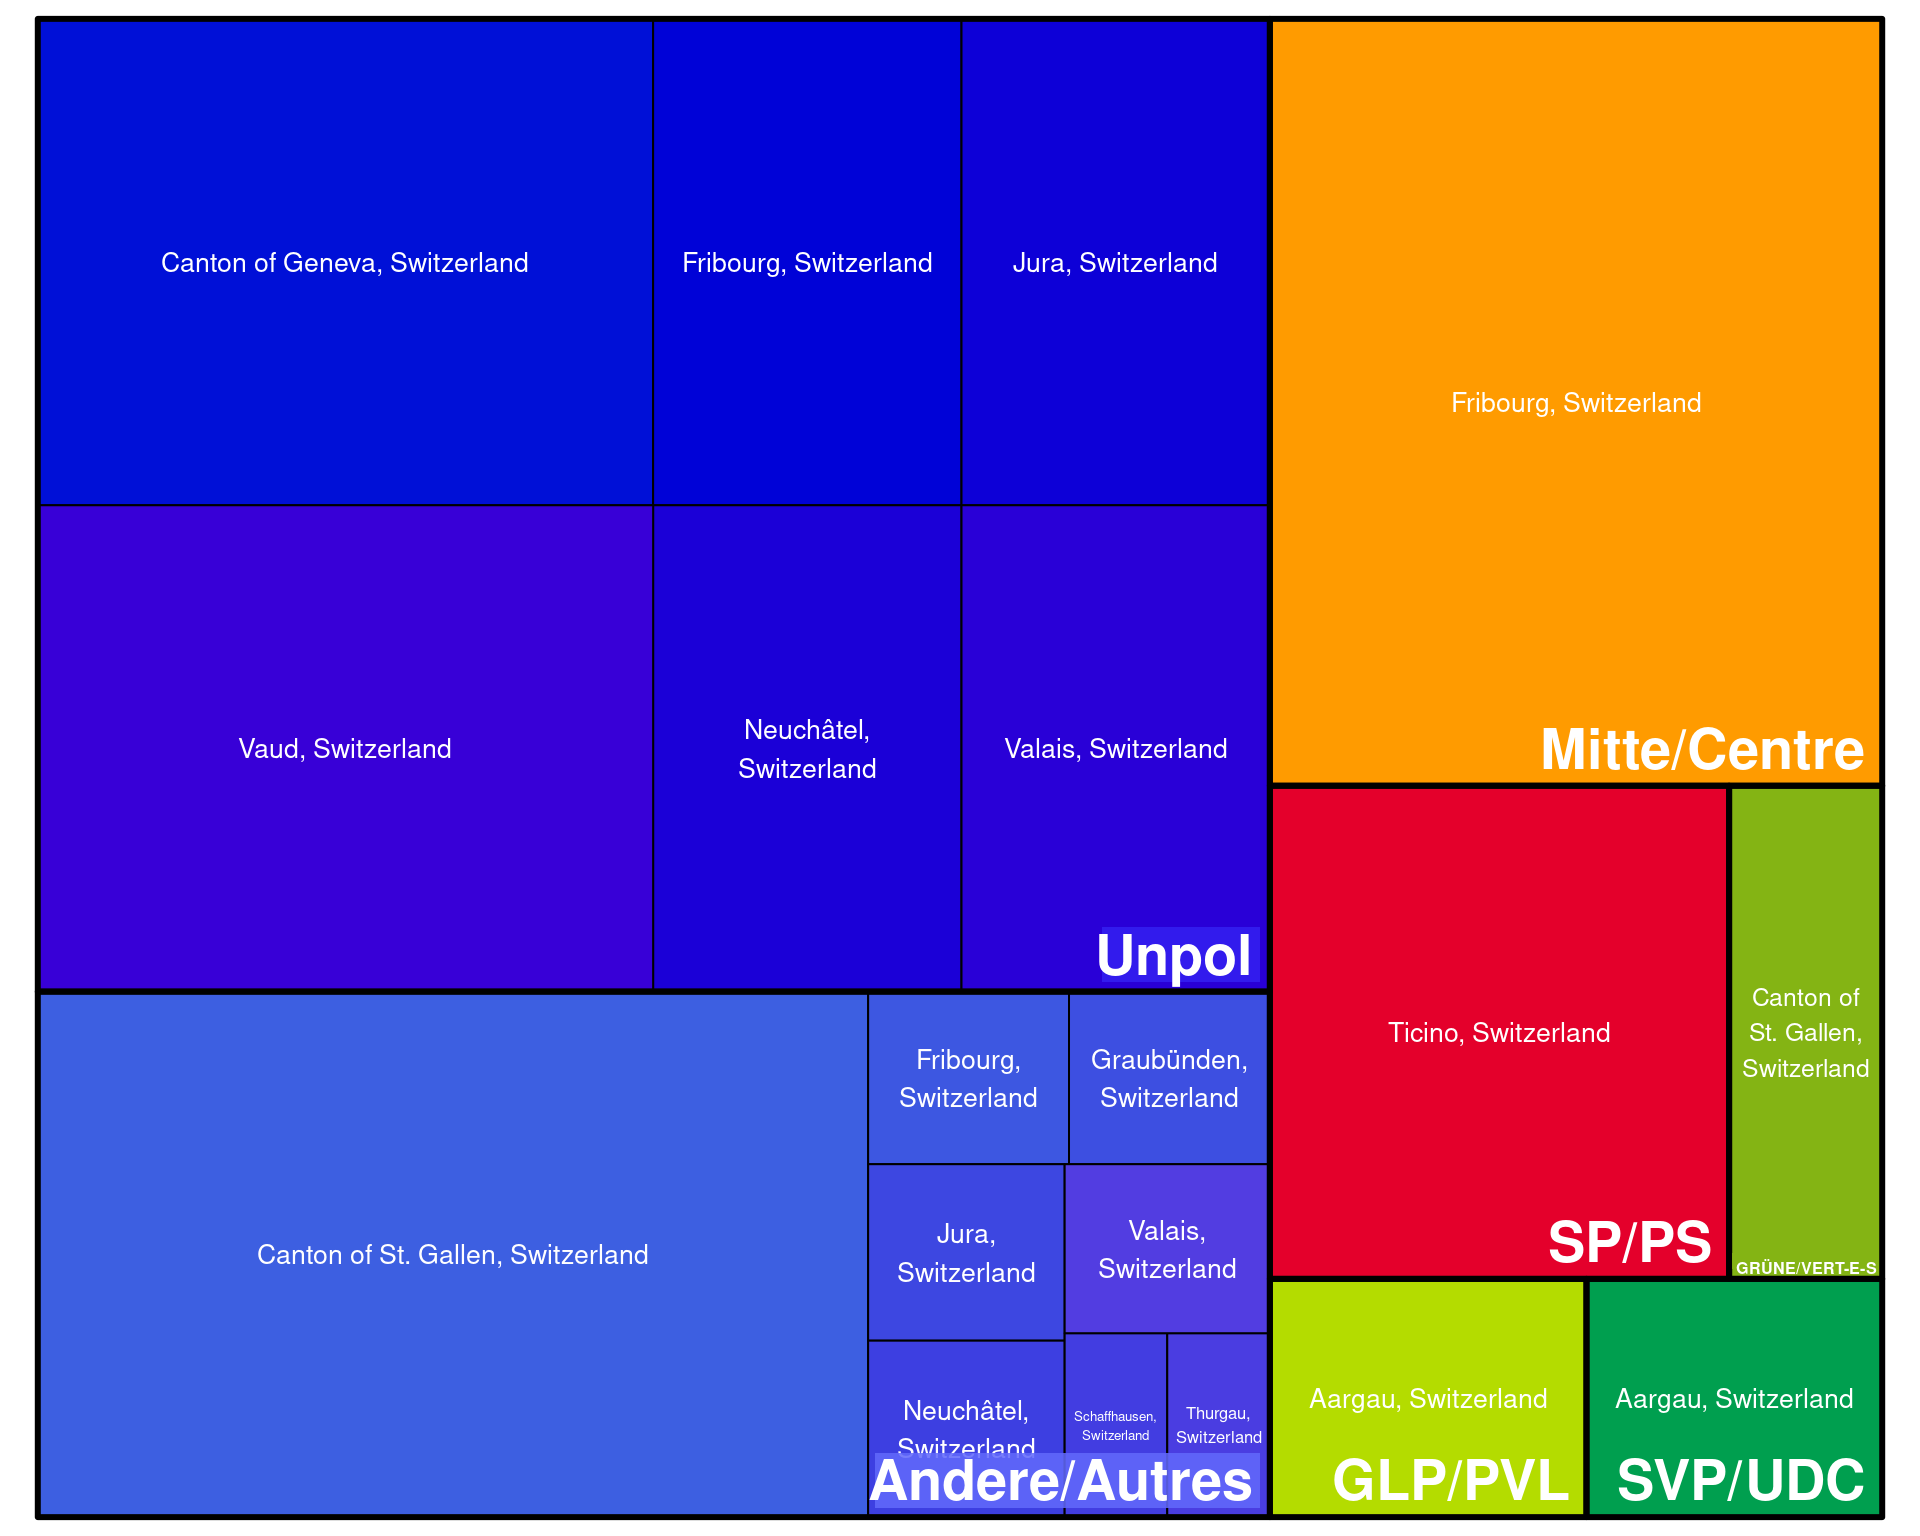 Canton of Geneva, Switzerland
Fribourg, Switzerland
Jura, Switzerland
Vaud, Switzerland
Neuchâtel,
Switzerland
Valais, Switzerland
Unpol
Canton of St. Gallen, Switzerland
Fribourg,
Switzerland
Graubünden,
Switzerland
Jura,
Switzerland
Valais,
Switzerland
Neuchâtel,
Switzerland
Schaffhausen,
Switzerland
Thurgau,
Switzerland
Andere/Autres
Fribourg, Switzerland
Mitte/Centre
Ticino, Switzerland
SP/PS
Canton of
St. Gallen,
Switzerland
GRÜNE/VERT-E-S
Aargau, Switzerland
GLP/PVL
Aargau, Switzerland
SVP/UDC